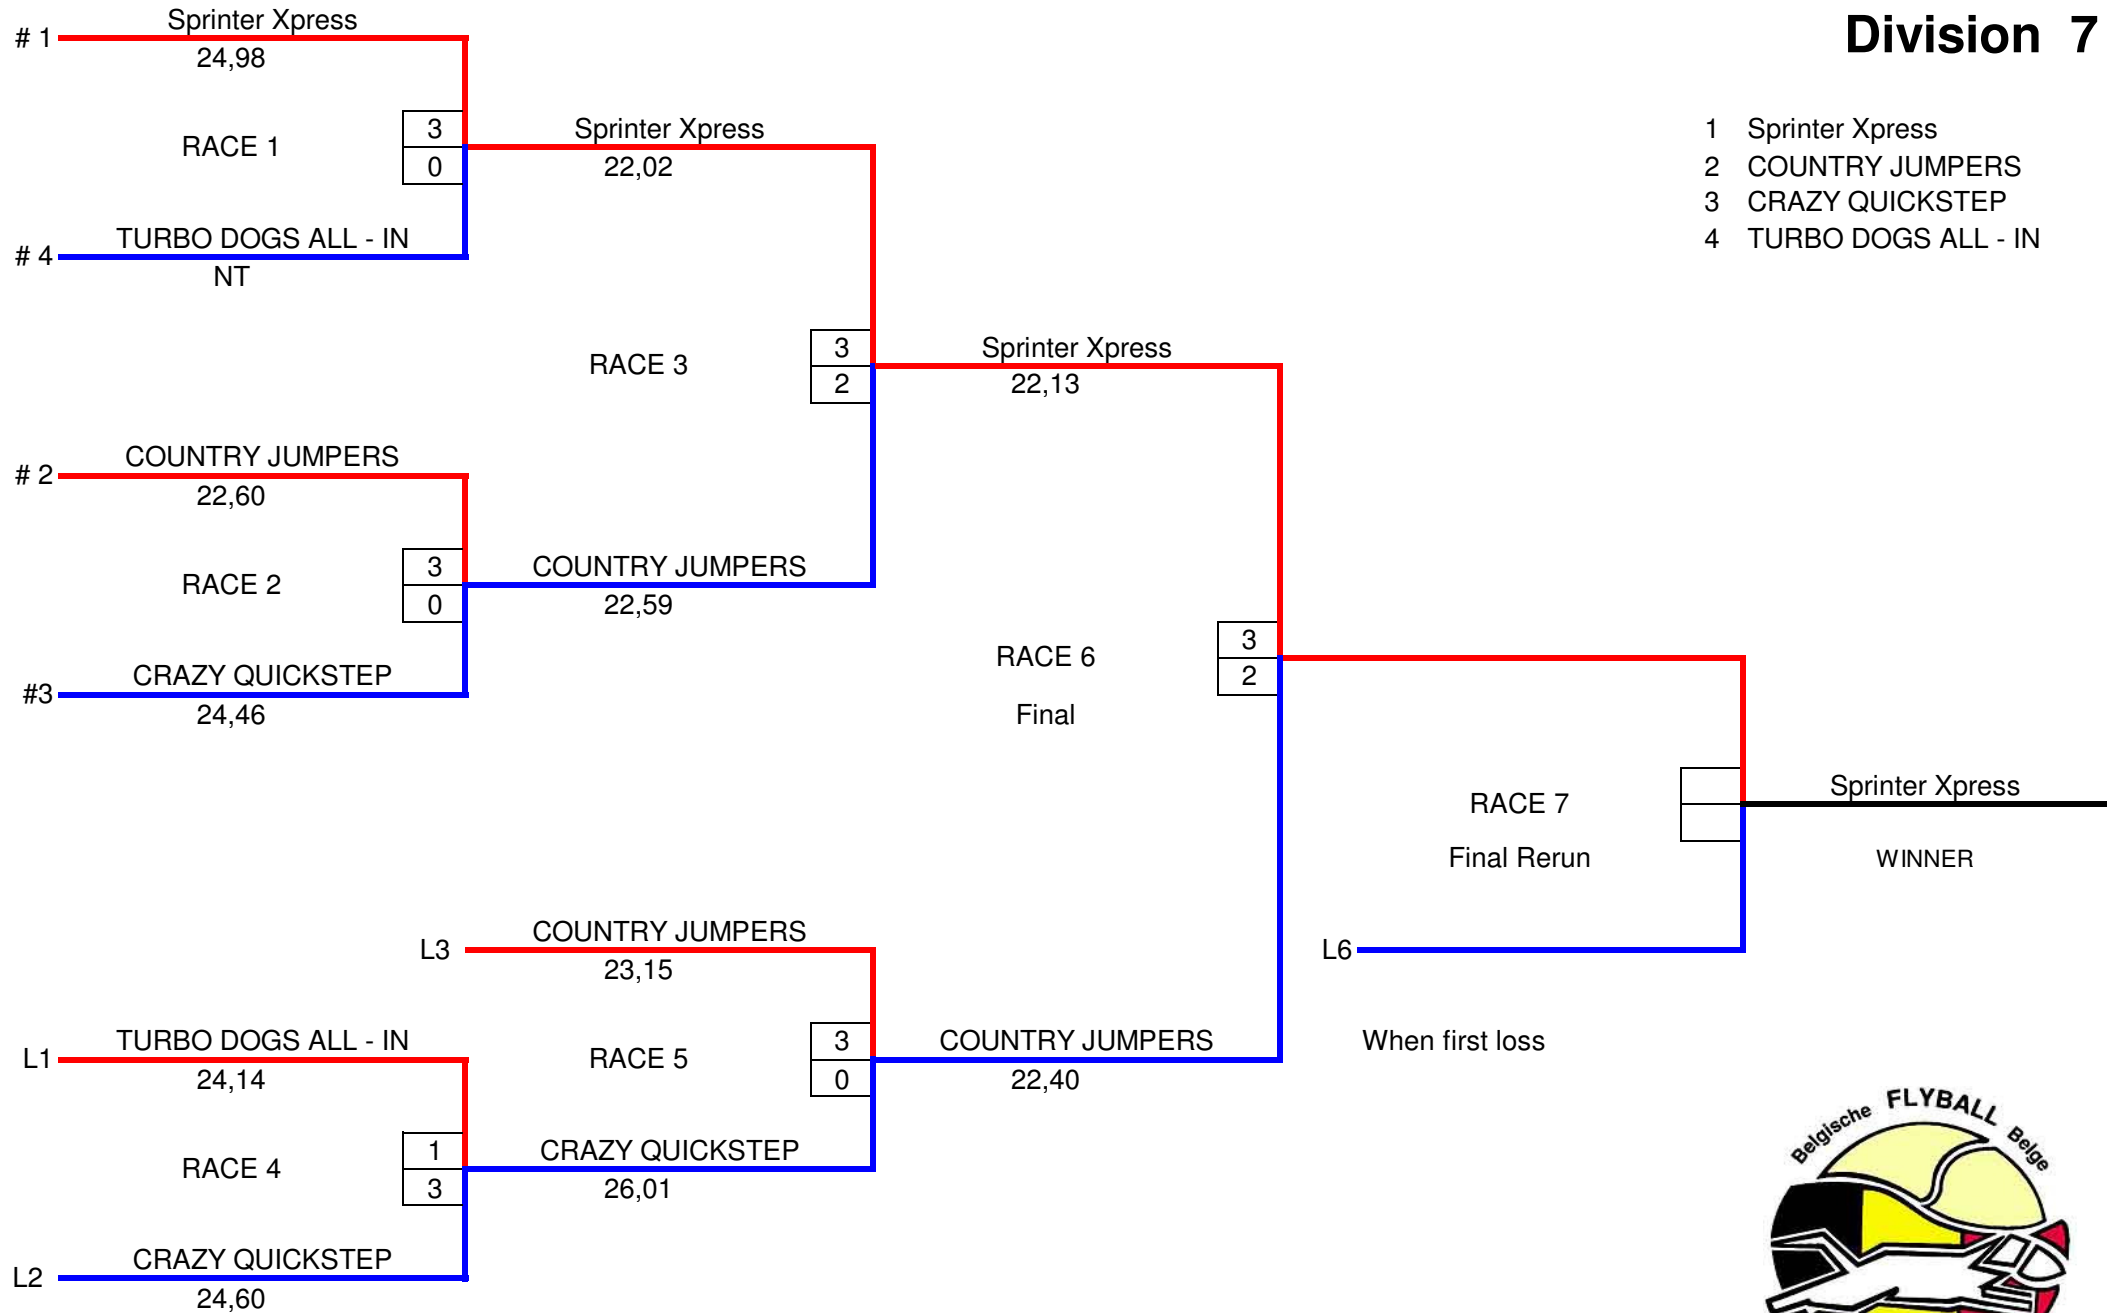 Division 7
1 Sprinter Xpress
2 COUNTRY JUMPERS
3 CRAZY QUICKSTEP
4 TURBO DOGS ALL - IN
# 1
Sprinter Xpress
24,98
RACE 1
3
0
# 4
TURBO DOGS ALL - IN
NT
Sprinter Xpress
22,02
RACE 3
3
2
# 2
COUNTRY JUMPERS
22,60
RACE 2
3
0
#3
CRAZY QUICKSTEP
24,46
COUNTRY JUMPERS
22,59
Sprinter Xpress
22,13
RACE 6
Final
3
2
RACE 7
Final Rerun
Sprinter Xpress
WINNER
L6
When first loss
L3
COUNTRY JUMPERS
23,15
RACE 5
3
0
COUNTRY JUMPERS
22,40
L1
TURBO DOGS ALL - IN
24,14
RACE 4
1
3
CRAZY QUICKSTEP
26,01
L2
CRAZY QUICKSTEP
24,60
Belgische FLYBALL Belge